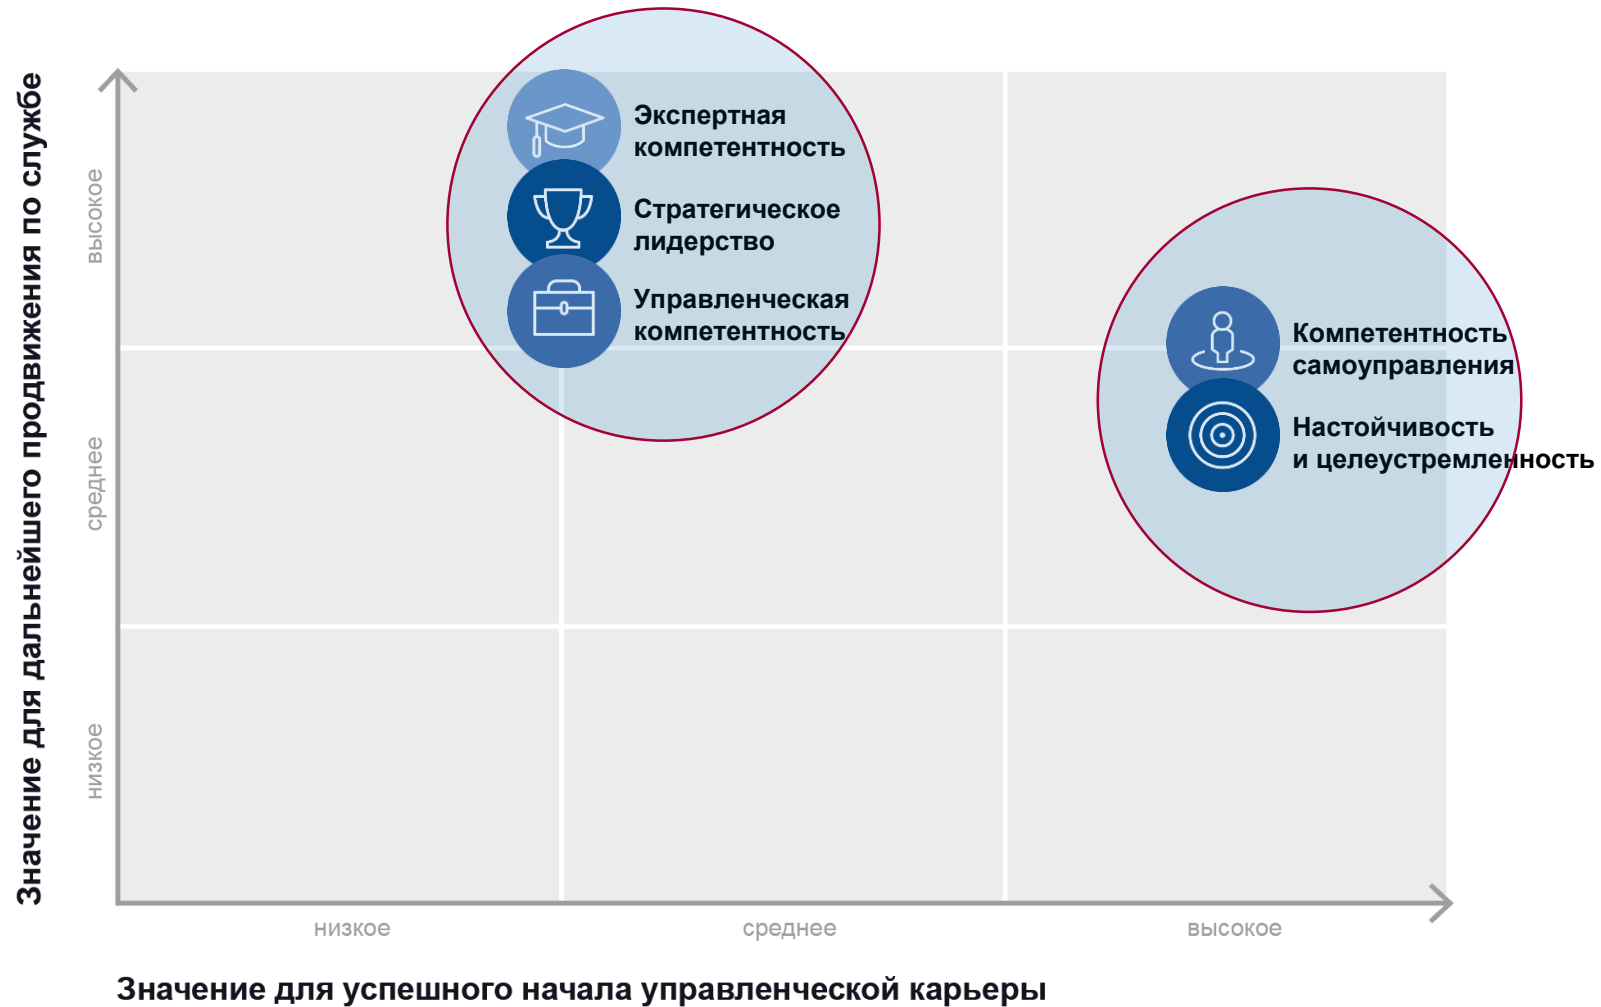 Значение для дальнейшего продвижения по службе
высокое
среднее
низкое
Экспертная
компетентность
Стратегическое
лидерство
Управленческая
компетентность
Компетентность
самоуправления
Настойчивость
и целеустремленность
низкое
среднее
высокое
Значение для успешного начала управленческой карьеры